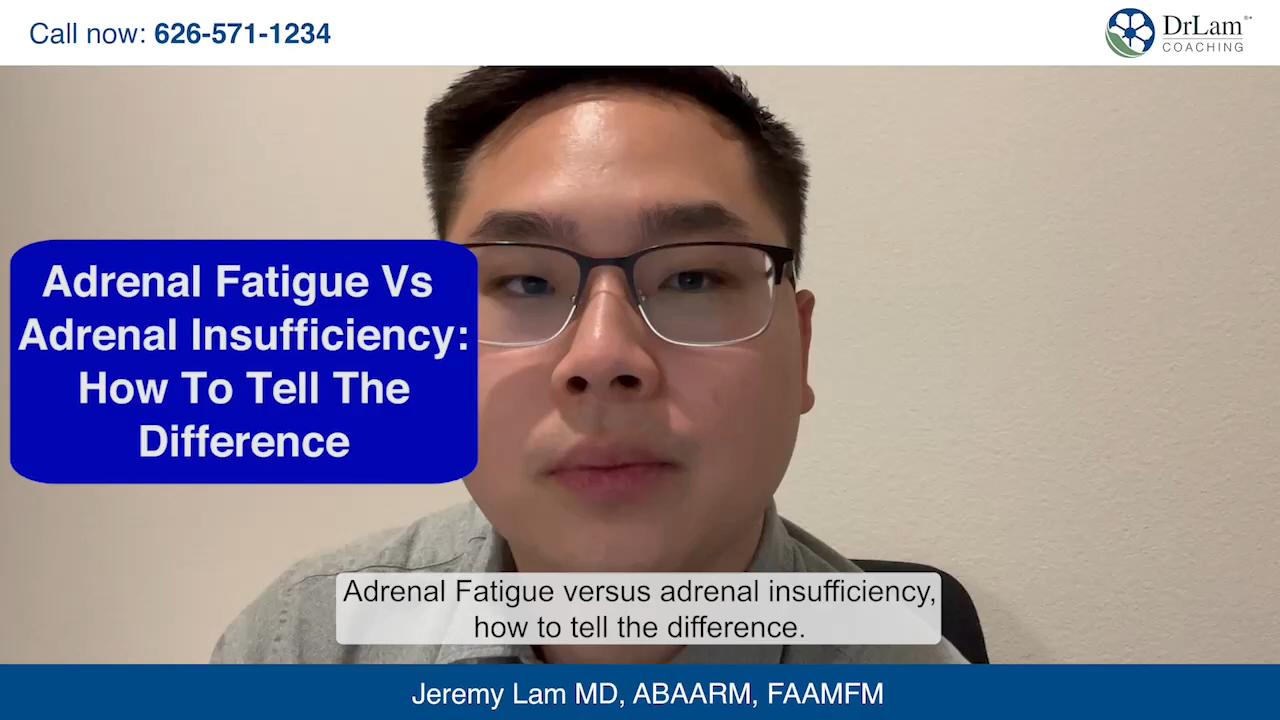 Call now: 626-571-1234
DrLam
COACHING
Adrenal Fatigue Vs
Adrenal Insufficiency:
How To Tell The
Difference
Adrenal Fatigue versus adrenal insufficiency,
how to tell the difference.
Jeremy Lam MD, ABAARM, FAAMFM